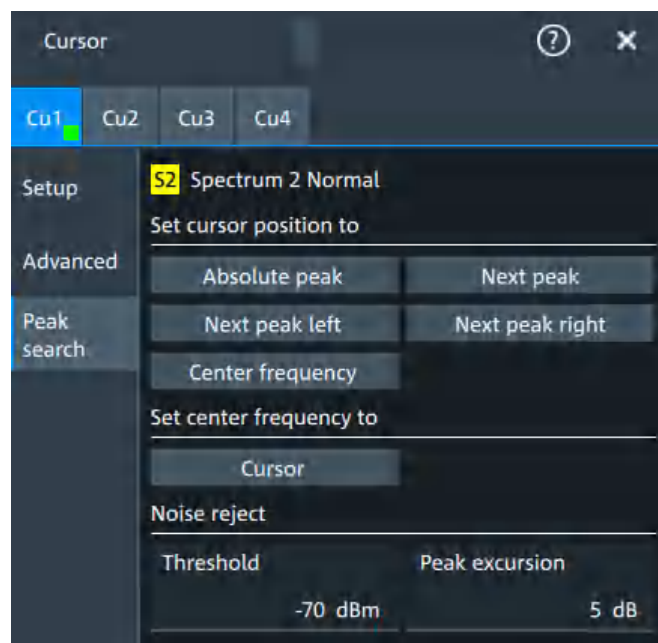 Cursor
?
Cu1 Cu2 Cu3 Cu4
Setup
Advanced
Peak
search
S2 Spectrum 2 Normal
Set cursor position to
Absolute peak Next peak
Next peak left Next peak right
Center frequency
Set center frequency to
Cursor
Noise reject
Threshold Peak excursion
-70 dBm 5 dB